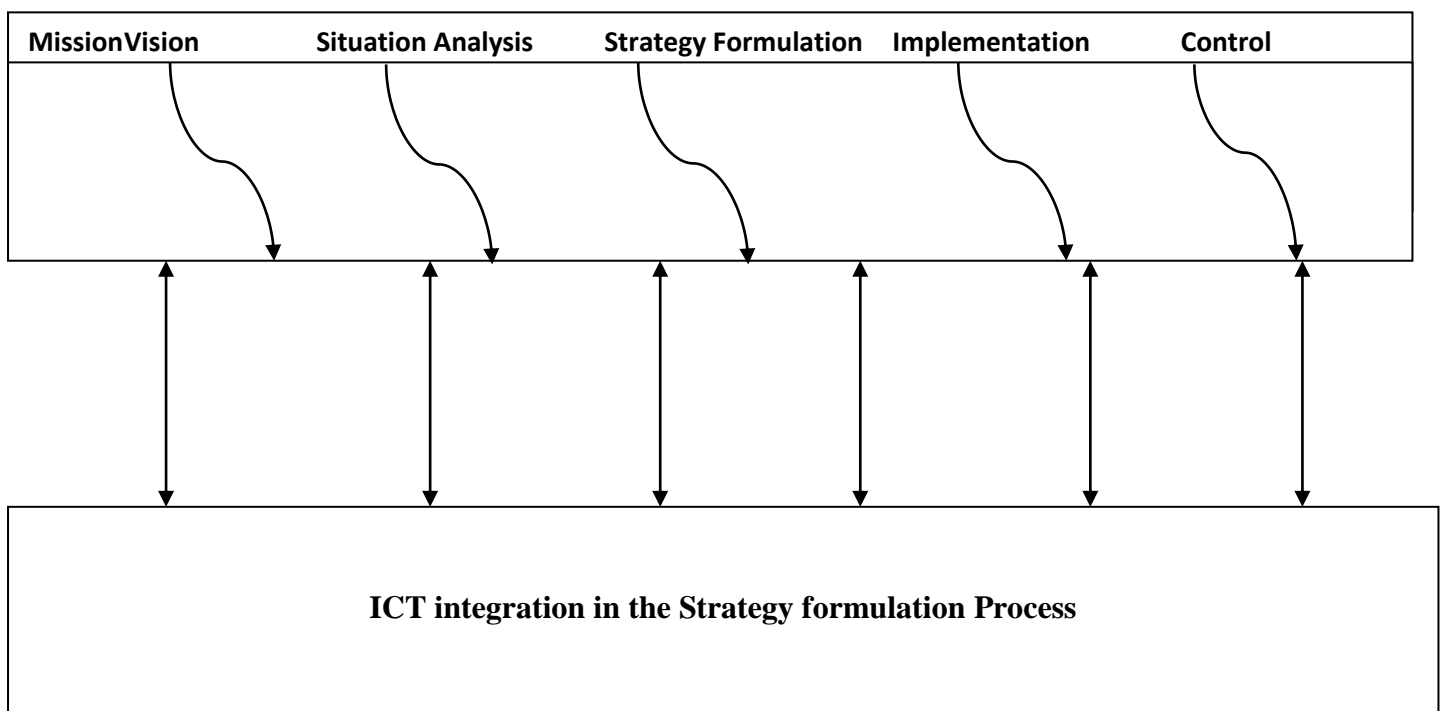 MissionVision Situation Analysis Strategy Formulation Implementation Control
ICT integration in the Strategy formulation Process